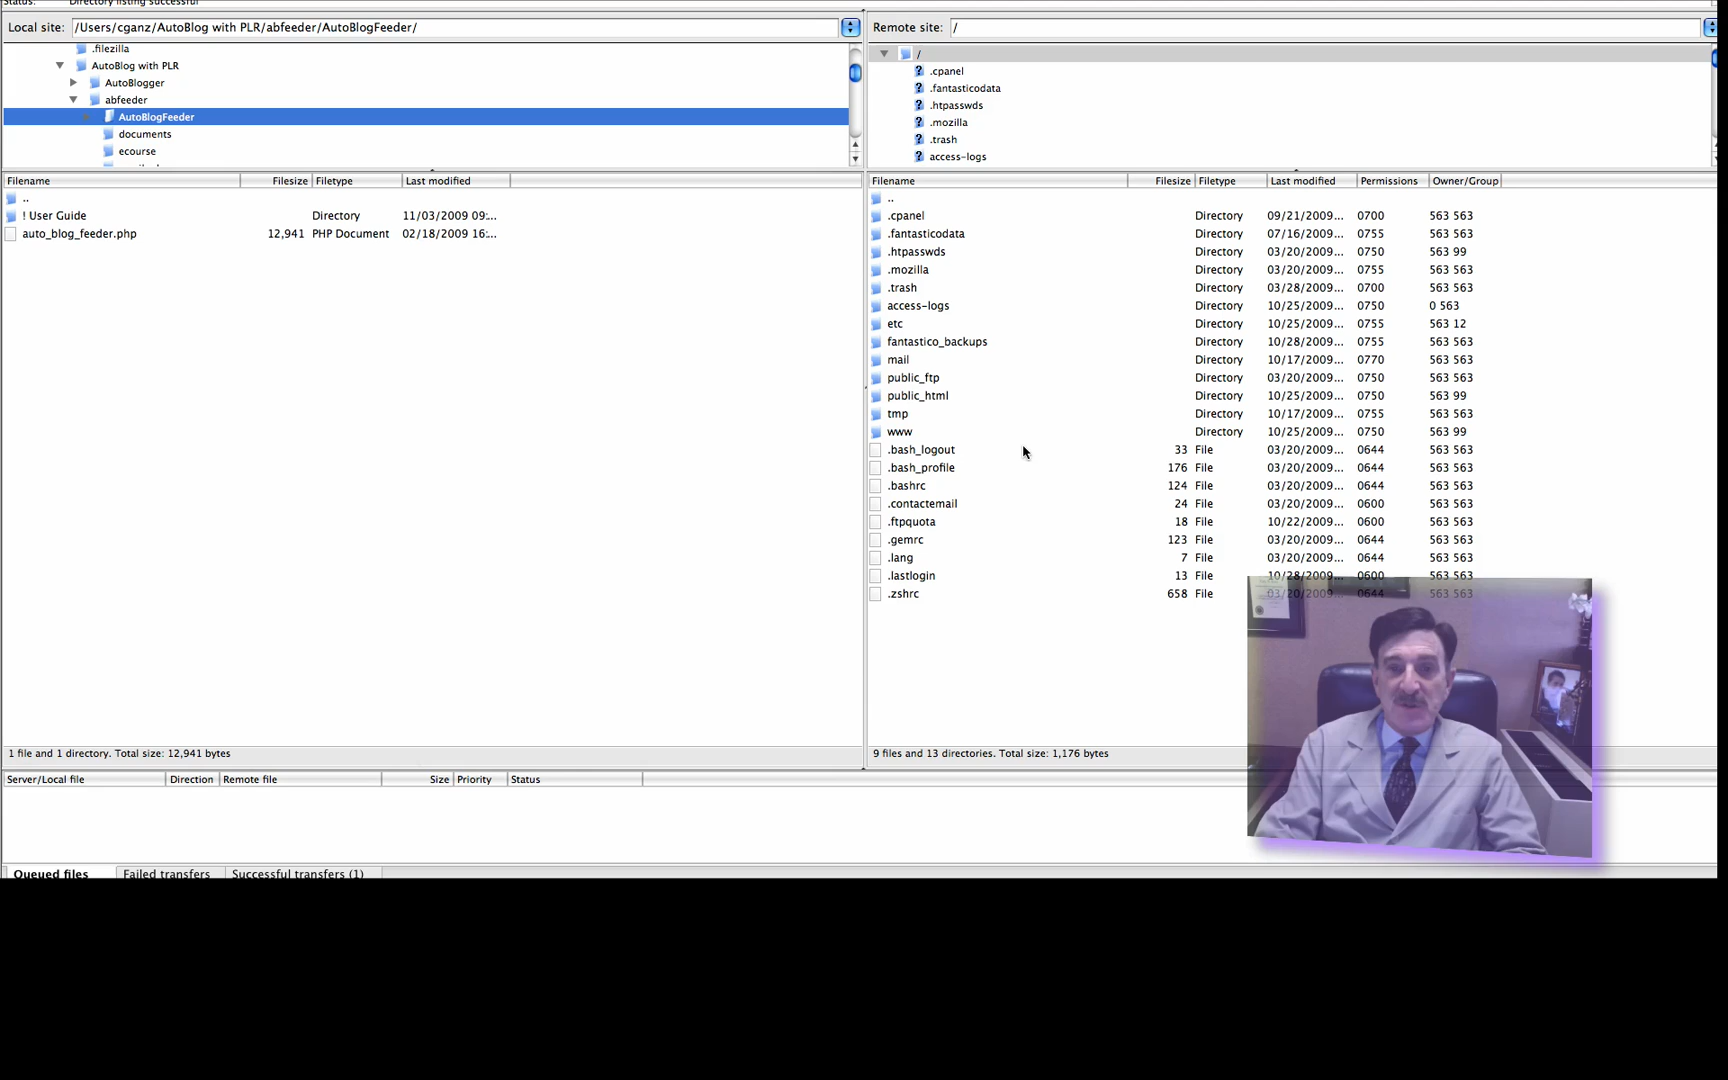 Status: Directory listing successful
Local site: /Users/cganz/AutoBlog with PLR/abfeeder/AutoBlogFeeder/
.filezilla
AutoBlog with PLR
AutoBlogger
abfeeder
AutoBlogFeeder
documents
ecourse
Filename Filesize Filetype Last modified
..
! User Guide Directory 11/03/2009 09:...
auto_blog_feeder.php 12,941 PHP Document 02/18/2009 16:...
1 file and 1 directory. Total size: 12,941 bytes
Remote site: /
/
.cpanel
.fantasticodata
.htpasswds
.mozilla
.trash
access-logs
Filename Filesize Filetype Last modified Permissions Owner/Group
..
.cpanel Directory 09/21/2009... 0700 563 563
.fantasticodata Directory 07/16/2009... 0755 563 563
.htpasswds Directory 03/20/2009... 0750 563 99
.mozilla Directory 03/20/2009... 0755 563 563
.trash Directory 03/28/2009... 0700 563 563
access-logs Directory 10/25/2009... 0750 0 563
etc Directory 10/25/2009... 0755 563 12
fantastico_backups Directory 10/28/2009... 0755 563 563
mail Directory 10/17/2009... 0770 563 563
public_ftp Directory 03/20/2009... 0750 563 563
public_html Directory 10/25/2009... 0750 563 99
tmp Directory 10/17/2009... 0755 563 563
www Directory 10/25/2009... 0750 563 99
.bash_logout 33 File 03/20/2009... 0644 563 563
.bash_profile 176 File 03/20/2009... 0644 563 563
.bashrc 124 File 03/20/2009... 0644 563 563
.contactemail 24 File 03/20/2009... 0600 563 563
.ftpquota 18 File 10/22/2009... 0600 563 563
.gemrc 123 File 03/20/2009... 0644 563 563
.lang 7 File 03/20/2009... 0644 563 563
.lastlogin 13 File 10/28/2009... 0600 563 563
.zshrc 658 File 03/20/2009... 0644 563 563
9 files and 13 directories. Total size: 1,176 bytes
Server/Local file Direction Remote file Size Priority Status
Queued files Failed transfers Successful transfers (1)